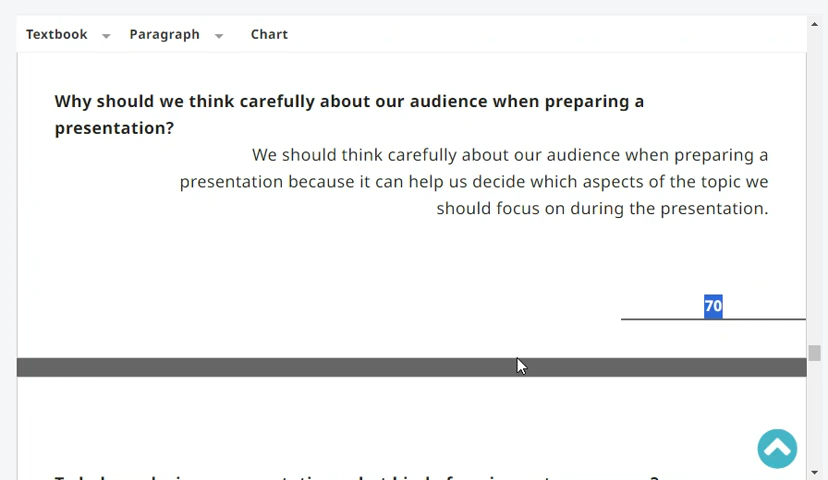 Textbook Paragraph Chart
Why should we think carefully about our audience when preparing a
presentation?
We should think carefully about our audience when preparing a
presentation because it can help us decide which aspects of the topic we
should focus on during the presentation.
70